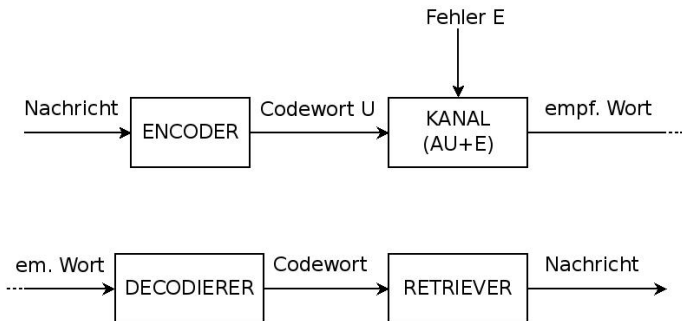 Fehler E
Nachricht
ENCODER
Codewort U
KANAL
(AU+E)
empf. Wort
em. Wort
DECODIERER
Codewort
RETRIEVER
Nachricht